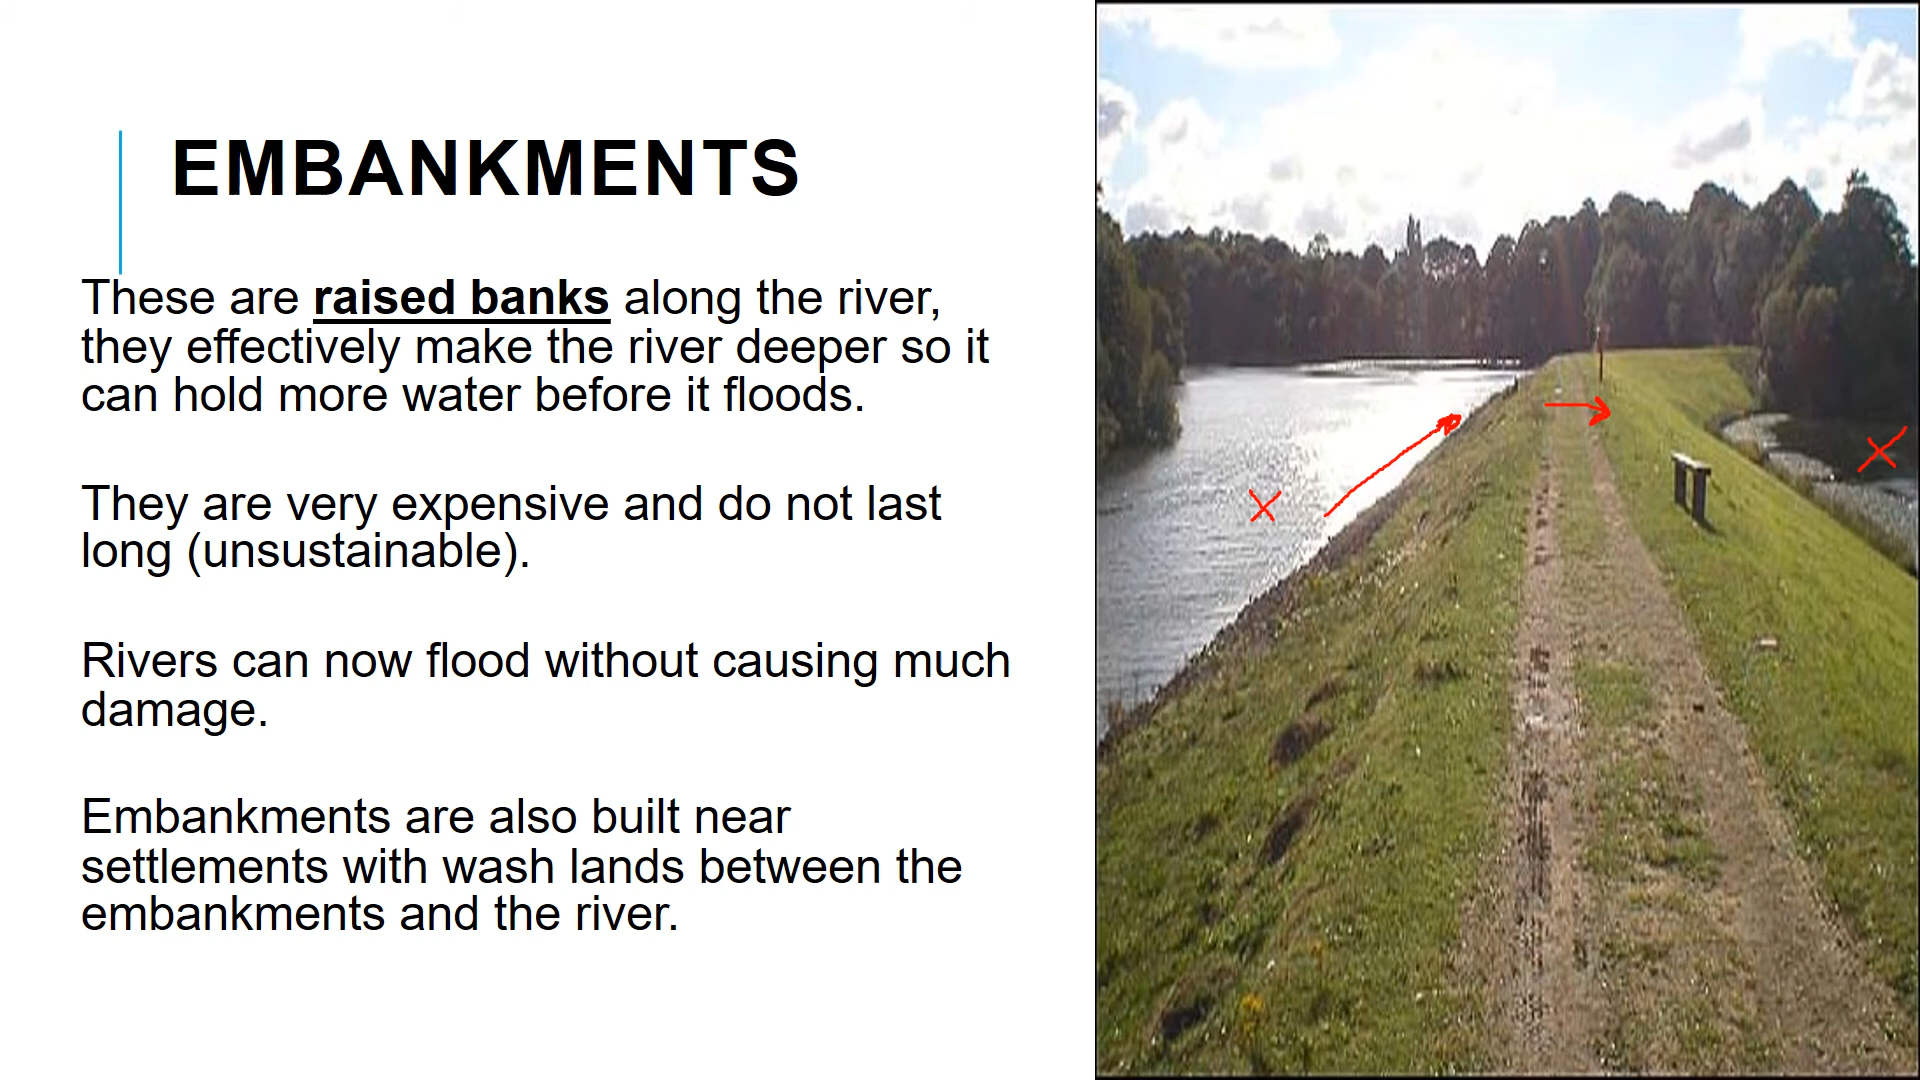 EMBANKMENTS
These are raised banks along the river,
they effectively make the river deeper so it
can hold more water before it floods.
They are very expensive and do not last
long (unsustainable).
Rivers can now flood without causing much
damage.
Embankments are also built near
settlements with wash lands between the
embankments and the river.